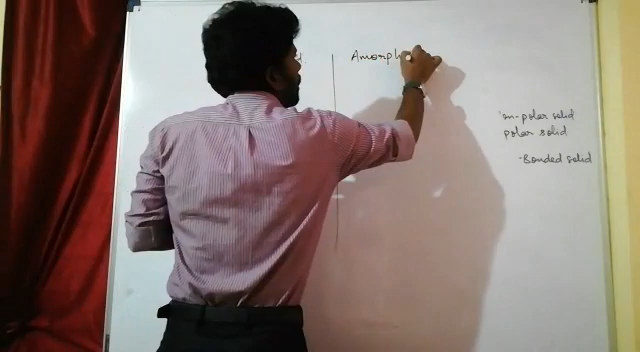 Amorph
on-polar solid
polar solid
Bonded solid